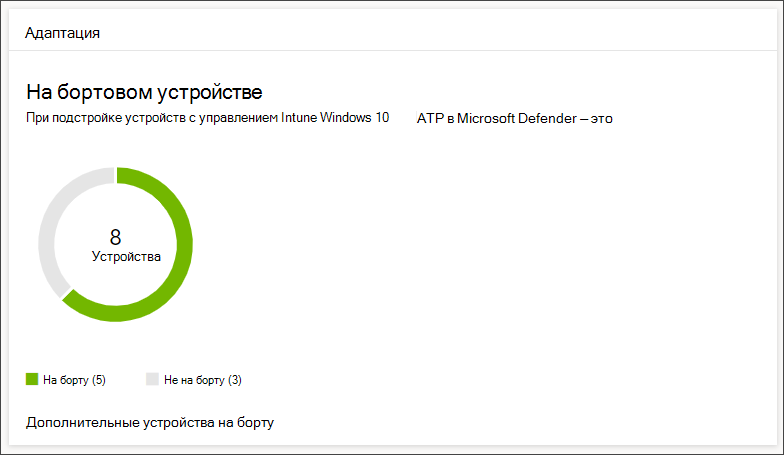 Адаптация
На бортовом устройстве
При подстройке устройств с управлением Intune Windows 10 ATP в Microsoft Defender – это
8
Устройства
На борту (5) Не на борту (3)
Дополнительные устройства на борту